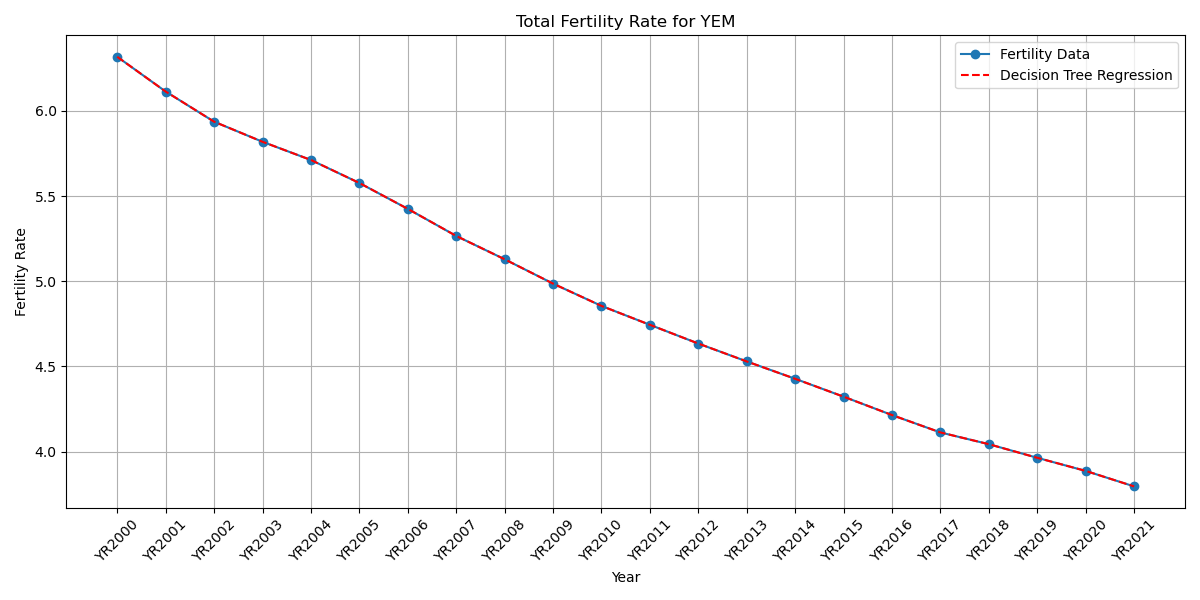 Total Fertility Rate for YEM
Fertility Data
Decision Tree Regression
Fertility Rate
6.0
5.5
5.0
4.5
4.0
YR2000
YR2001
YR2002
YR2003
YR2004
YR2005
YR2006
YR2007
YR2008
YR2009
YR2010
YR2011
YR2012
YR2013
YR2014
YR2015
YR2016
YR2017
YR2018
YR2019
YR2020
YR2021
Year